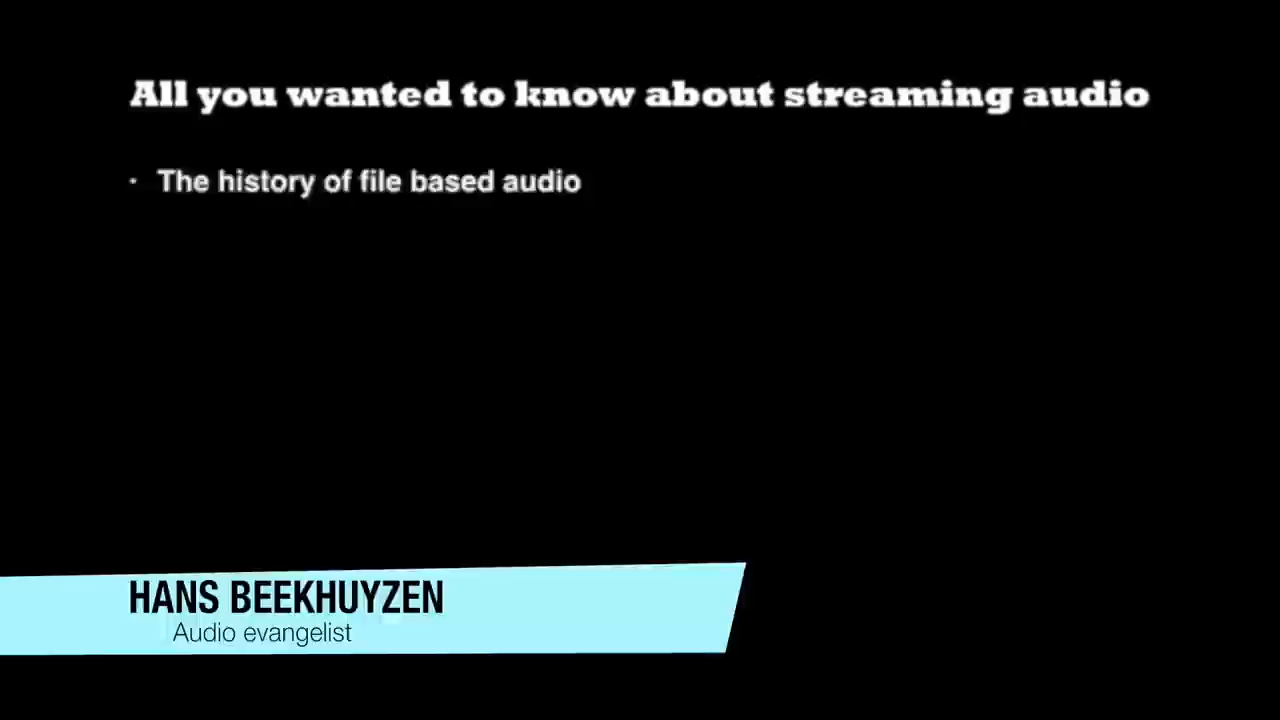 All you wanted to know about streaming audio
· The history of file based audio
HANS BEEKHUYZEN
Audio evangelist